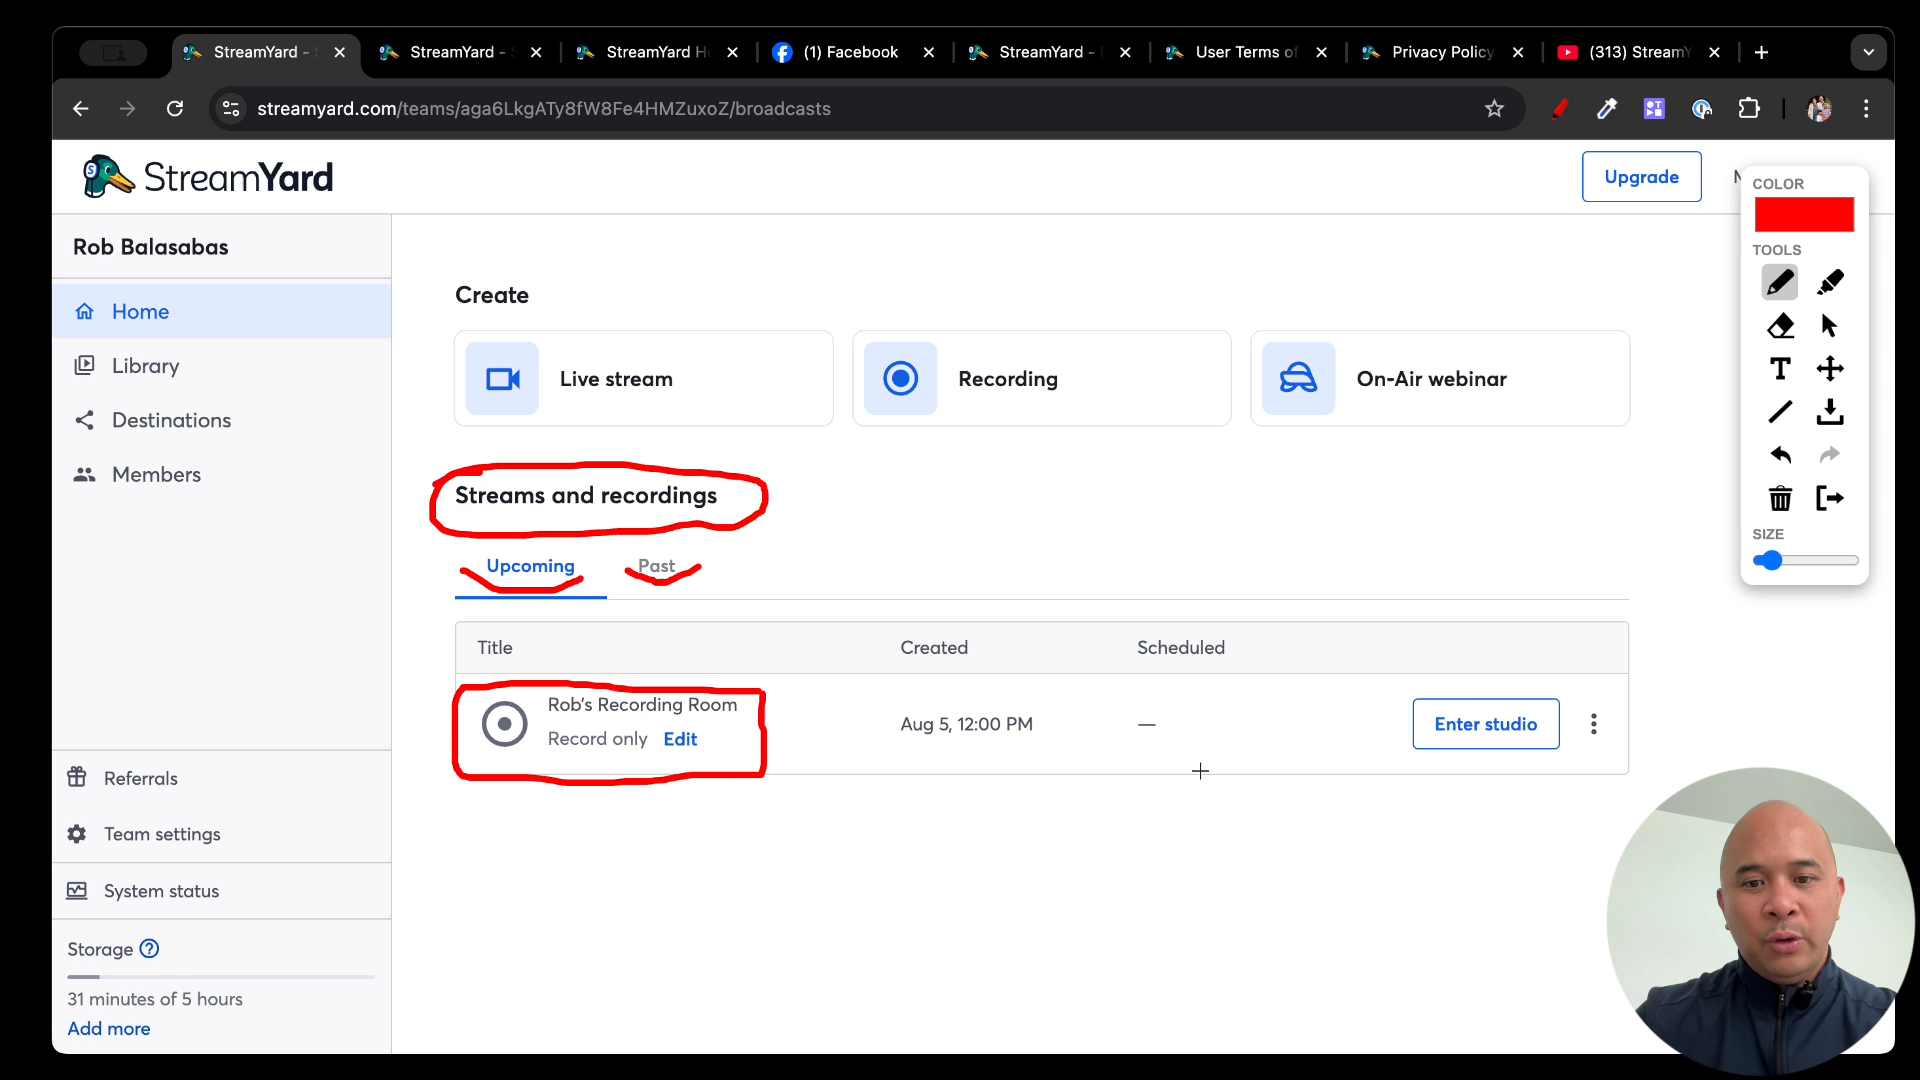 StreamYard -
StreamYard -
StreamYard H
(1) Facebook
StreamYard -
User Terms of
Privacy Policy
(313) StreamY
streamyard.com/teams/aga6LkgATy8fW8Fe4HMZuxoZ/broadcasts
StreamYard
Upgrade
COLOR
TOOLS
SIZE
Rob Balasabas
Home
Library
Destinations
Members
Referrals
Team settings
System status
Storage
31 minutes of 5 hours
Add more
Create
Live stream
Recording
On-Air webinar
Streams and recordings
Upcoming Past
Title Created Scheduled
Rob's Recording Room
Record only Edit
Aug 5, 12:00 PM — Enter studio